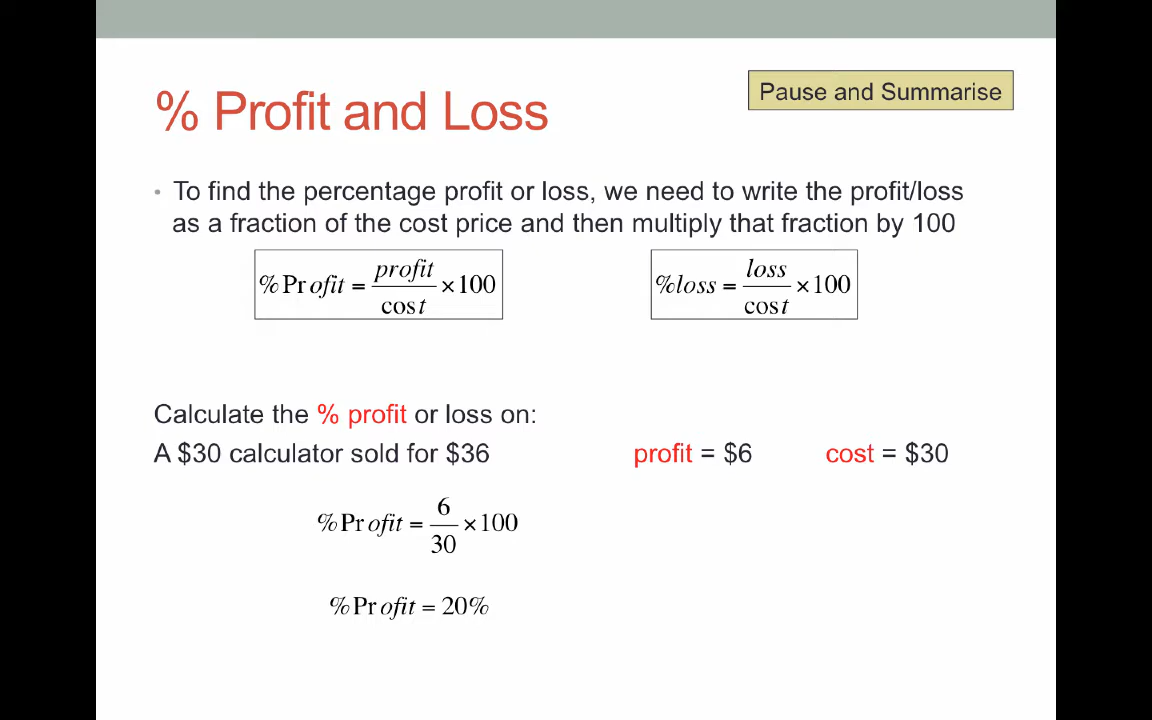 Pause and Summarise
% Profit and Loss
• To find the percentage profit or loss, we need to write the profit/loss
as a fraction of the cost price and then multiply that fraction by 100
%Profit = profit/cost ×100
%loss = loss/cost ×100
Calculate the % profit or loss on:
A $30 calculator sold for $36 profit = $6 cost = $30
%Profit = 6/30 ×100
%Profit = 20%